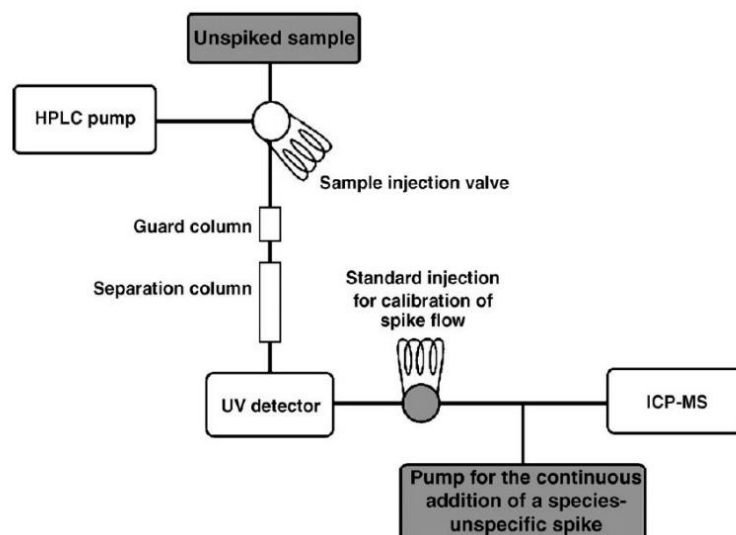 Unspiked sample
HPLC pump
Sample injection valve
Guard column
Separation column
Standard injection
for calibration of
spike flow
UV detector
ICP-MS
Pump for the continuous
addition of a species-
unspecific spike